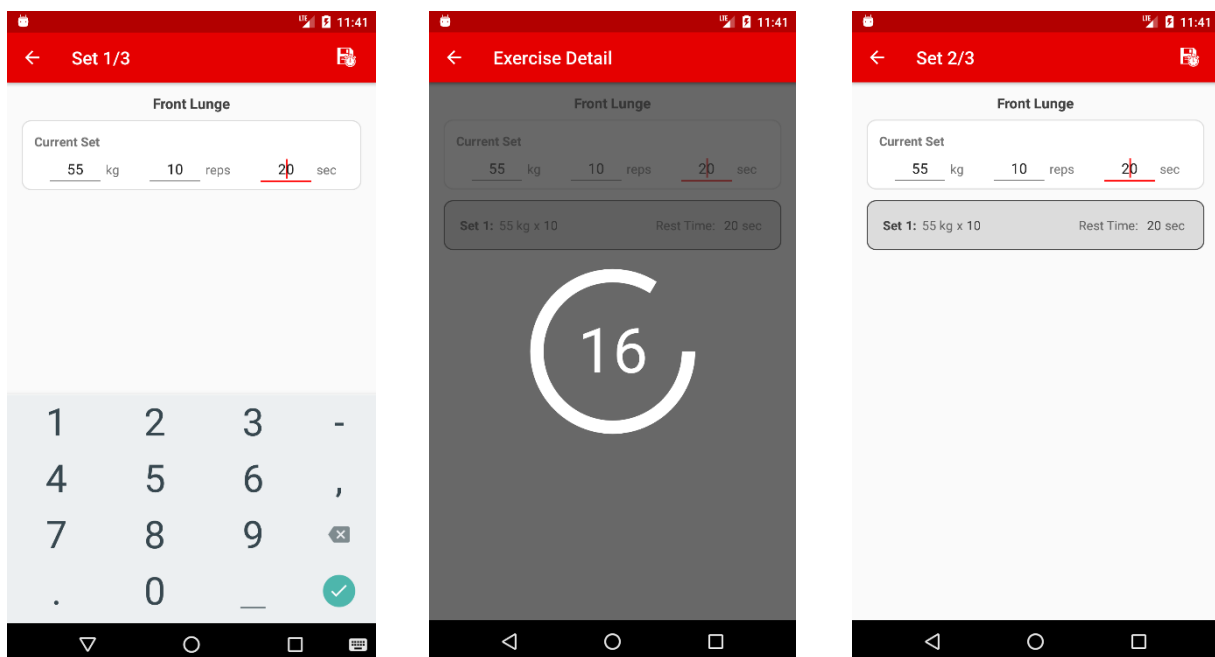 LTE 11:41
Set 1/3
Front Lunge
Current Set
55 kg 10 reps 20 sec
1 2 3 -
4 5 6 ,
7 8 9
. 0 _
LTE 11:41
Exercise Detail
Front Lunge
Current Set
55 kg 10 reps 20 sec
Set 1: 55 kg x 10 Rest Time: 20 sec
16
LTE 11:41
Set 2/3
Front Lunge
Current Set
55 kg 10 reps 20 sec
Set 1: 55 kg x 10 Rest Time: 20 sec